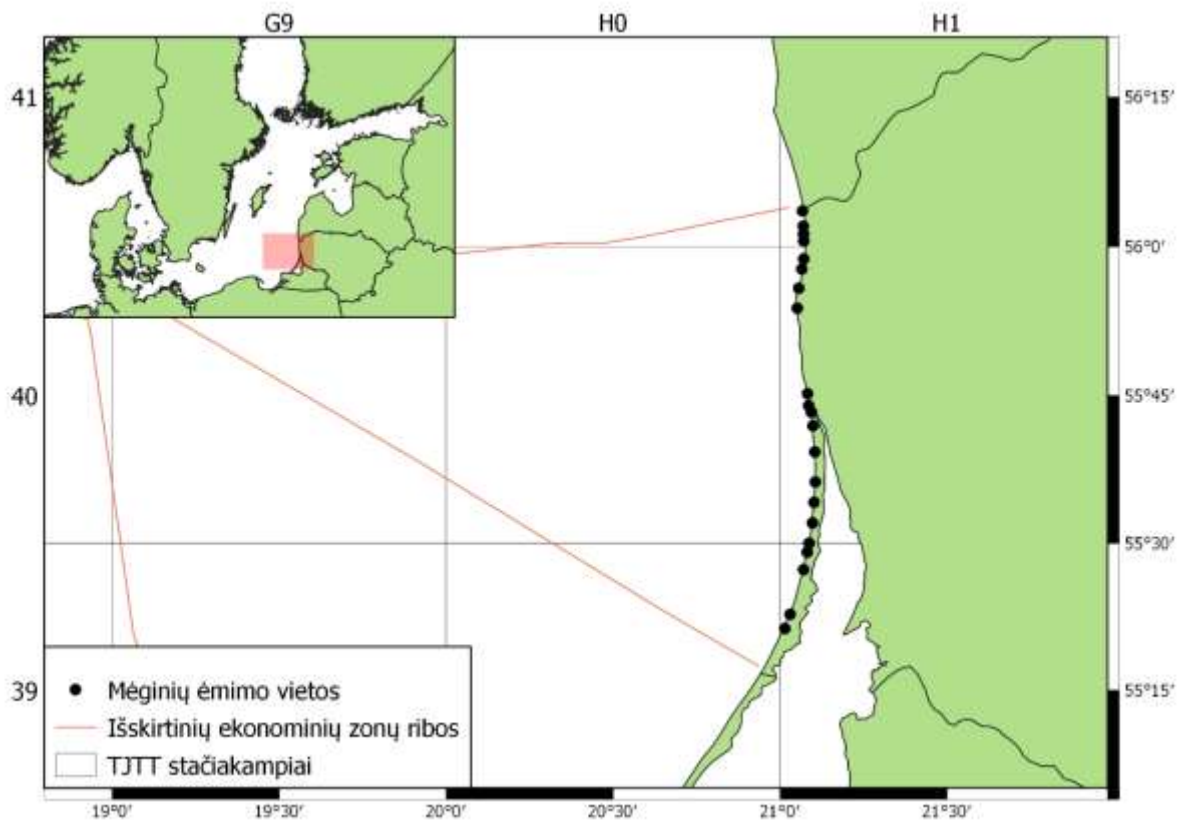 G9 H0 H1
41
56°15'
56°0'
40
55°45'
55°30'
39
55°15'
Mėginių ėmimo vietos
Išskirtinių ekonominių zonų ribos
TJTT stačiakampiai
19°0' 19°30' 20°0' 20°30' 21°0' 21°30'